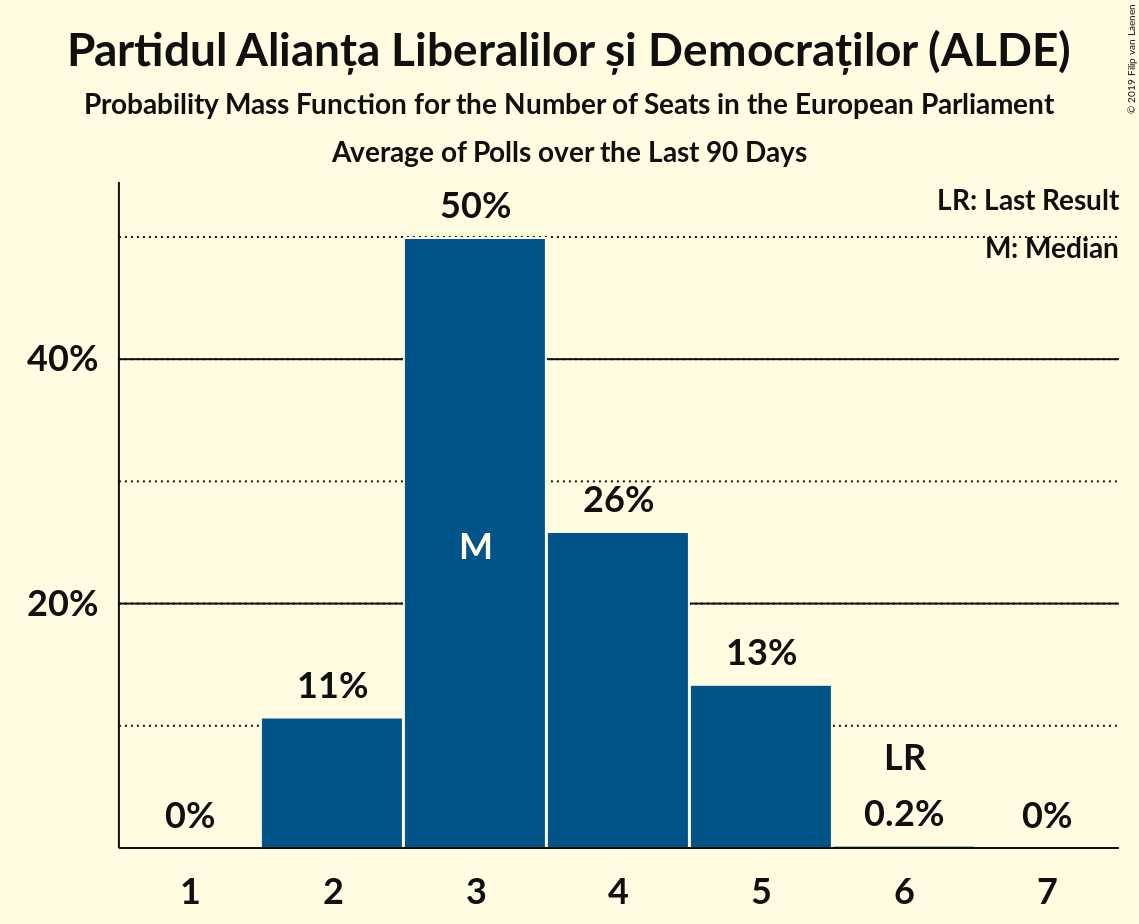 Partidul Alianța Liberalilor și Democraților (ALDE)
Probability Mass Function for the Number of Seats in the European Parliament
Average of Polls over the Last 90 Days
© 2019 Filip van Laenen
LR: Last Result
M: Median
50%
40%
26%
M
20%
13%
11%
LR
0%
0.2%
0%
1 2 3 4 5 6 7